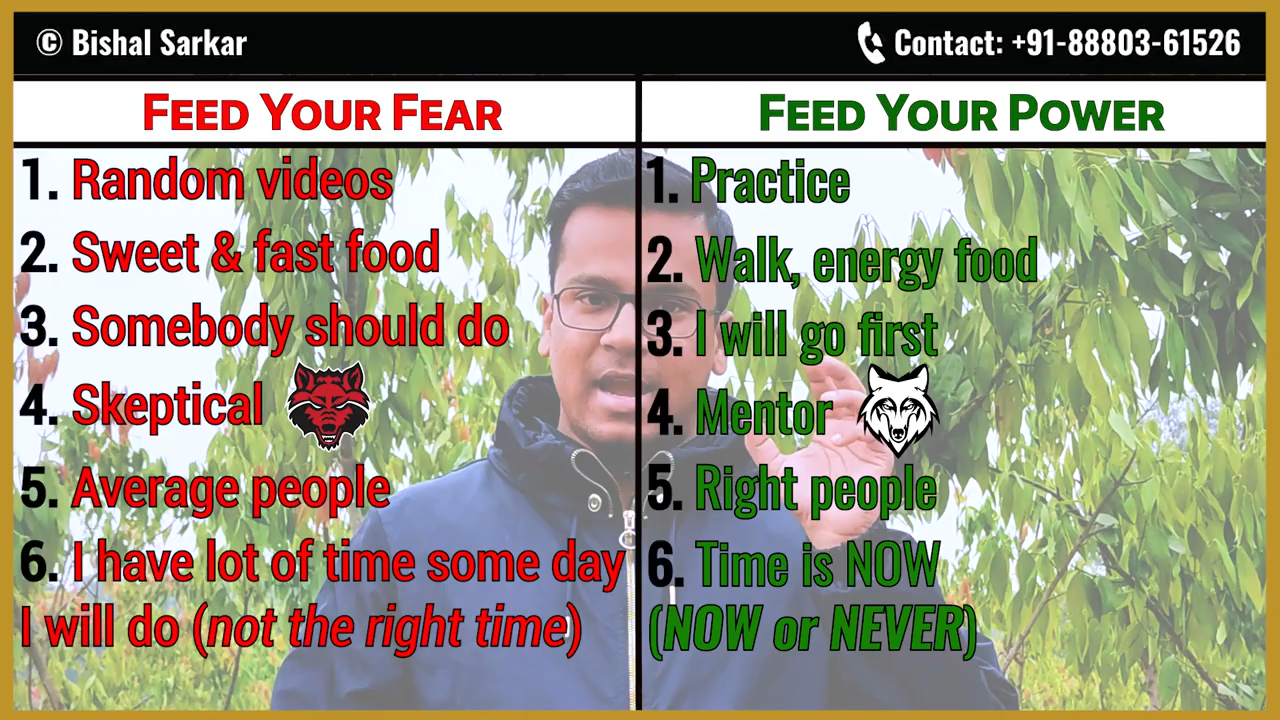 © Bishal Sarkar
Contact: +91-88803-61526
FEED YOUR FEAR
1. Random videos
2. Sweet & fast food
3. Somebody should do
4. Skeptical
5. Average people
6. I have lot of time some day
I will do (not the right time)
FEED YOUR POWER
1. Practice
2. Walk, energy food
3. I will go first
4. Mentor
5. Right people
6. Time is NOW
(NOW or NEVER)